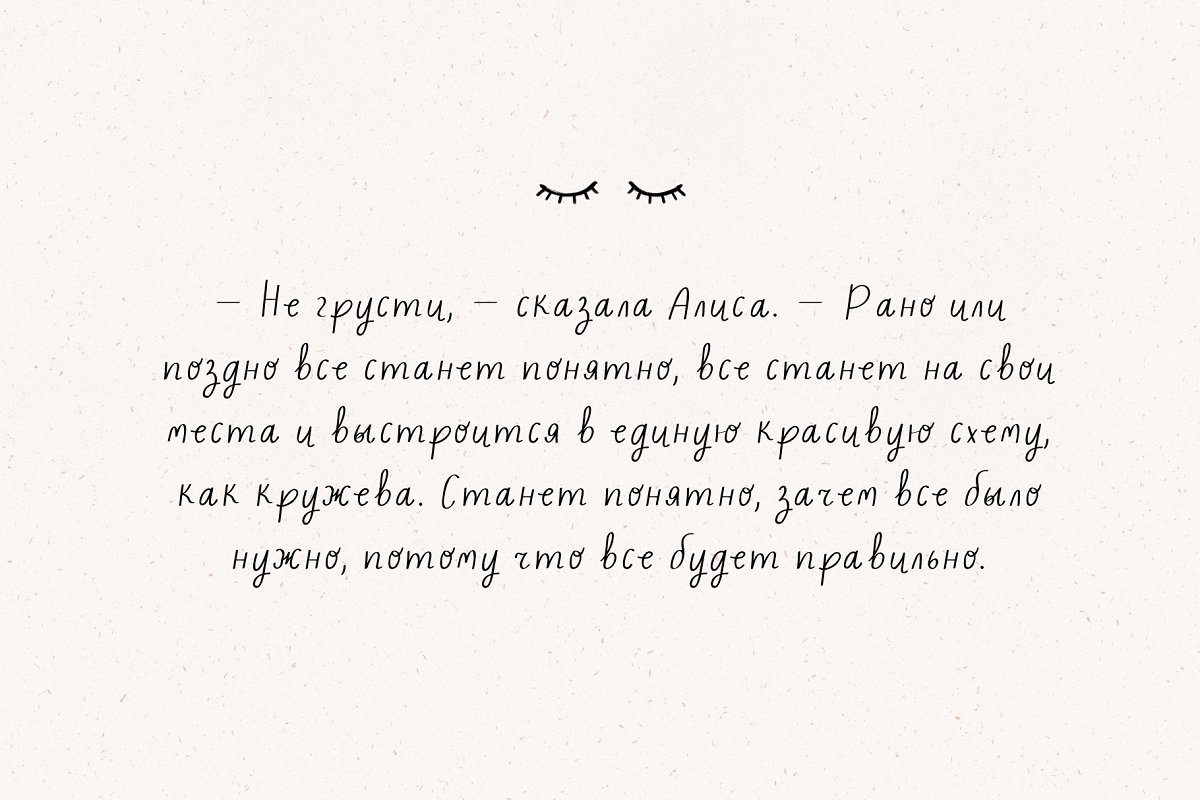 — Не грусти, — сказала Алиса. — Рано или
поздно все станет понятно, все станет на свои
места и выстроится в единую красивую схему,
как кружева. Станет понятно, зачем все было
нужно, потому что все будет правильно.